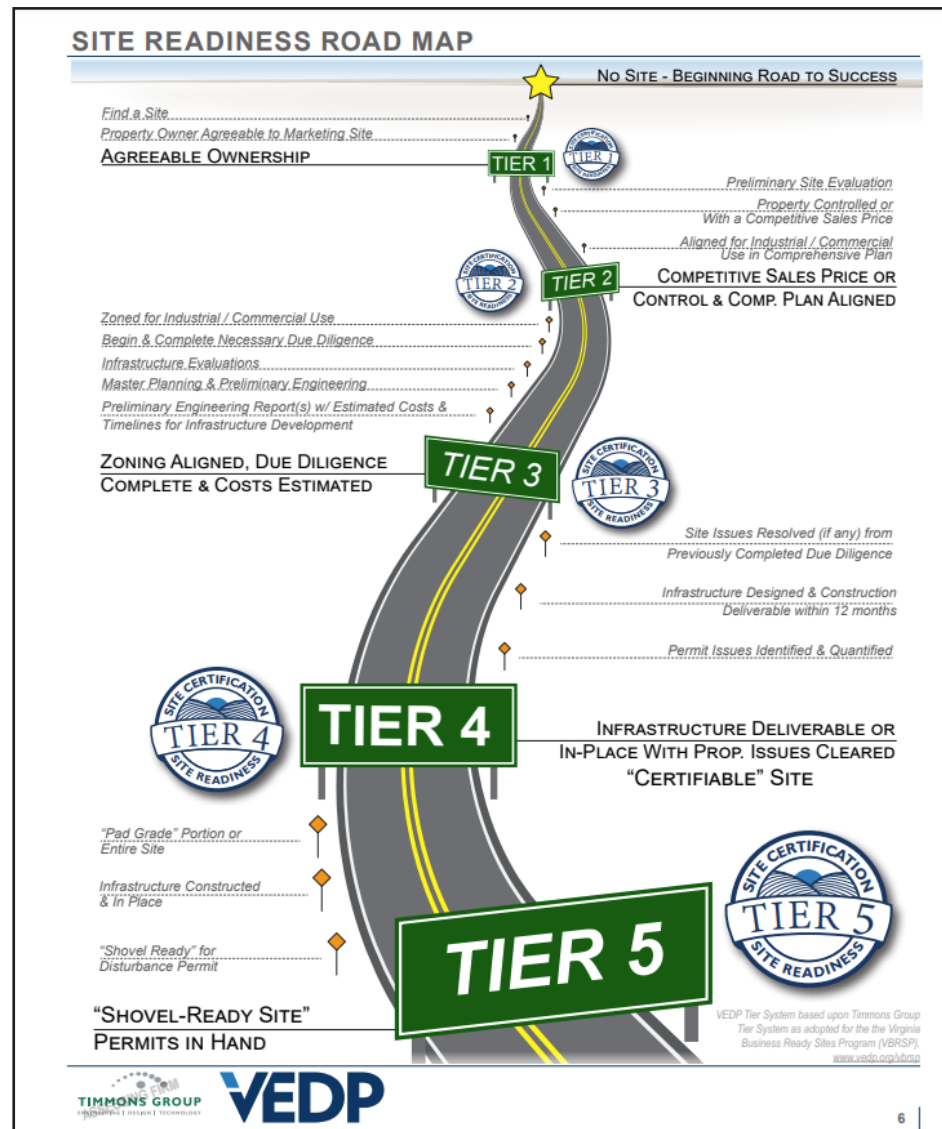 SITE READINESS ROAD MAP
NO SITE - BEGINNING ROAD TO SUCCESS
Find a Site
Property Owner Agreeable to Marketing Site
AGREEABLE OWNERSHIP
TIER 1
SITE CERTIFICATION
TIER 1
SITE READINESS
Preliminary Site Evaluation
Property Controlled or
With a Competitive Sales Price
Aligned for Industrial / Commercial
Use in Comprehensive Plan
SITE CERTIFICATION
TIER 2
SITE READINESS
TIER 2
COMPETITIVE SALES PRICE OR
CONTROL & COMP. PLAN ALIGNED
Zoned for Industrial / Commercial Use
Begin & Complete Necessary Due Diligence
Infrastructure Evaluations
Master Planning & Preliminary Engineering
Preliminary Engineering Report(s) w/ Estimated Costs &
Timelines for Infrastructure Development
ZONING ALIGNED, DUE DILIGENCE
COMPLETE & COSTS ESTIMATED
TIER 3
SITE CERTIFICATION
TIER 3
SITE READINESS
Site Issues Resolved (if any) from
Previously Completed Due Diligence
Infrastructure Designed & Construction
Deliverable within 12 months
Permit Issues Identified & Quantified
SITE CERTIFICATION
TIER 4
SITE READINESS
TIER 4
INFRASTRUCTURE DELIVERABLE OR
IN-PLACE WITH PROP. ISSUES CLEARED
“CERTIFIABLE” SITE
“Pad Grade” Portion or
Entire Site
Infrastructure Constructed
& In Place
“Shovel Ready” for
Disturbance Permit
TIER 5
SITE CERTIFICATION
TIER 5
SITE READINESS
“SHOVEL-READY SITE”
PERMITS IN HAND
VEDP Tier System based upon Timmons Group
Tier System as adopted for the the Virginia
Business Ready Sites Program (VBRSP).
www.vedp.org/vbrsp
TIMMONS GROUP
ENGINEERING | DESIGN | TECHNOLOGY
VEDP
6